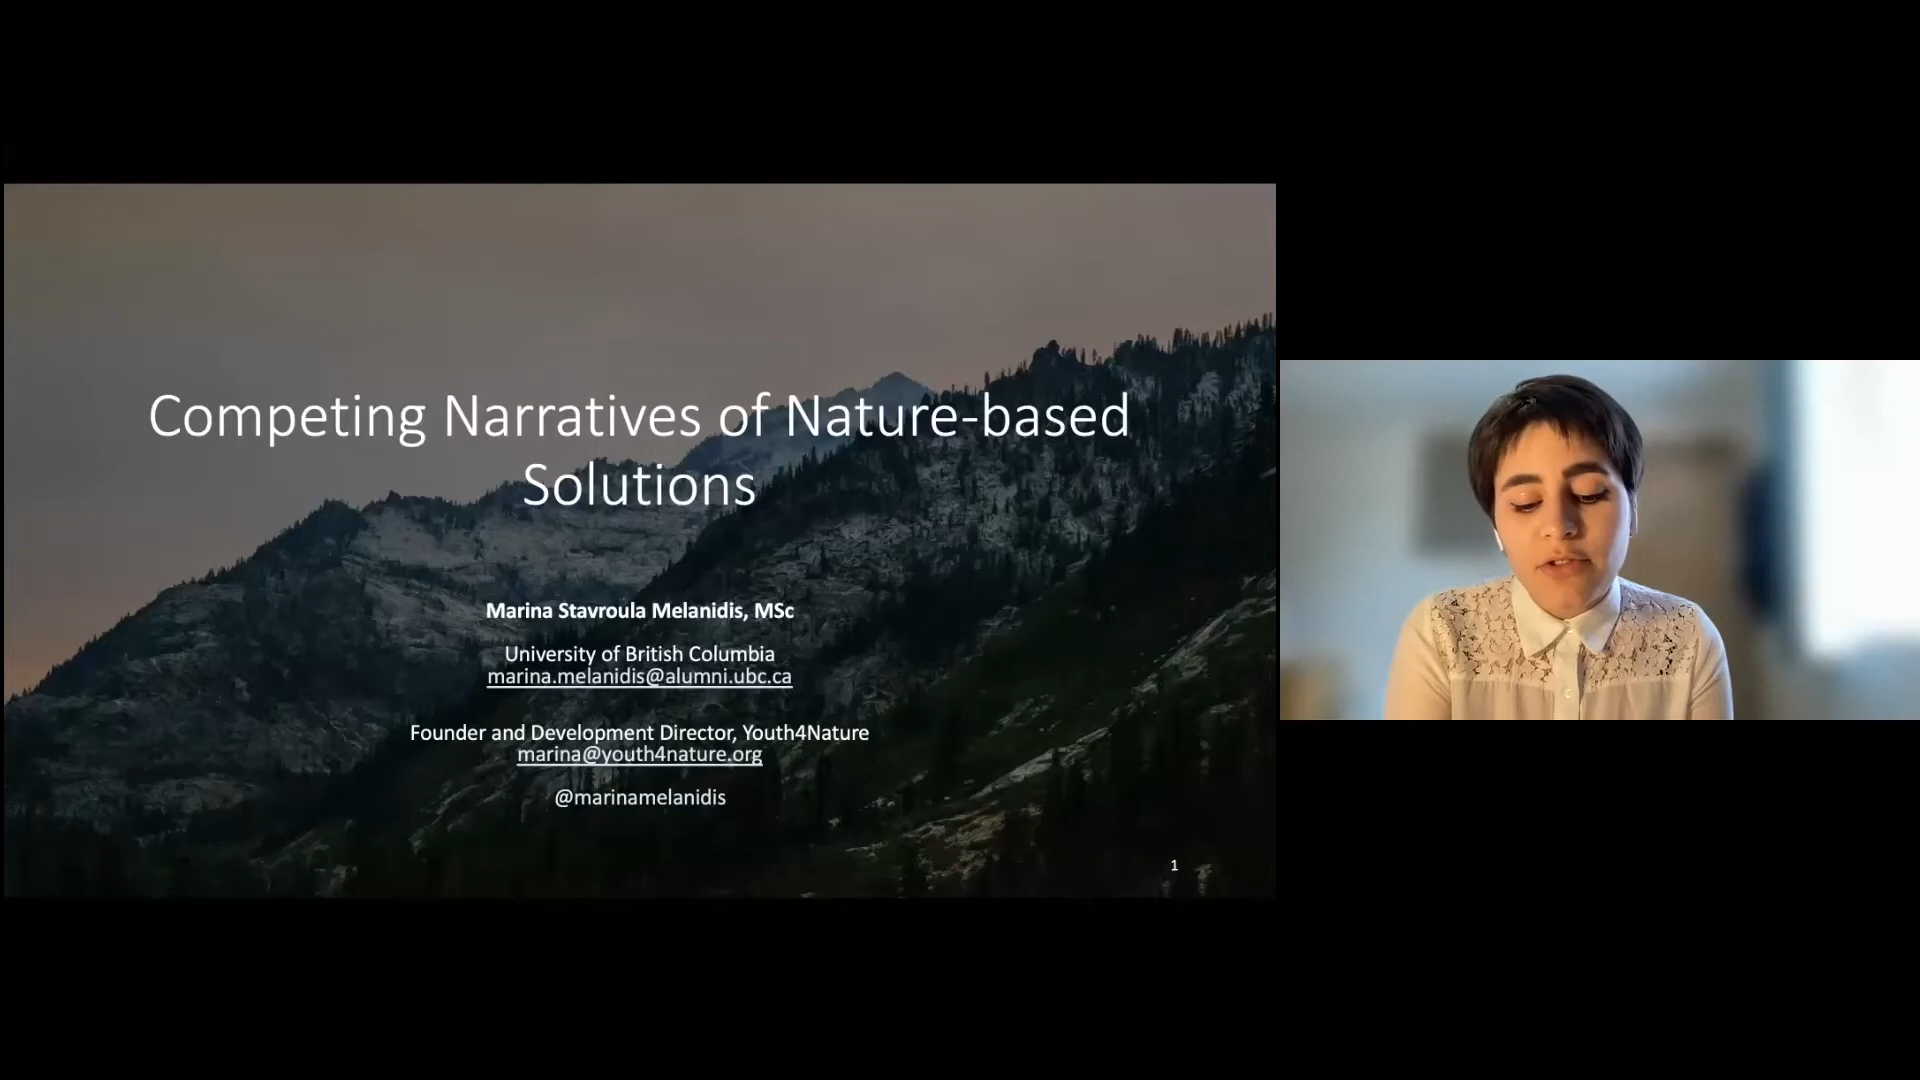 Competing Narratives of Nature-based
Solutions
Marina Stavroula Melanidis, MSc
University of British Columbia
marina.melanidis@alumni.ubc.ca
Founder and Development Director, Youth4Nature
marina@youth4nature.org
@marinamelanidis
1